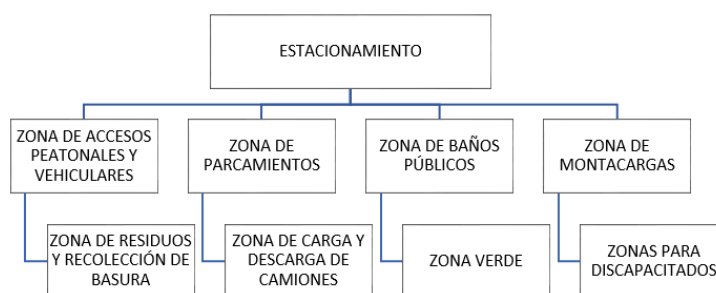 ESTACIONAMIENTO
ZONA DE ACCESOS
PEATONALES Y
VEHICULARES
ZONA DE
PARCAMIENTOS
ZONA DE BAÑOS
PÚBLICOS
ZONA DE
MONTACARGAS
ZONA DE RESIDUOS
Y RECOLECCIÓN DE
BASURA
ZONA DE CARGA Y
DESCARGA DE
CAMIONES
ZONA VERDE
ZONAS PARA
DISCAPACITADOS